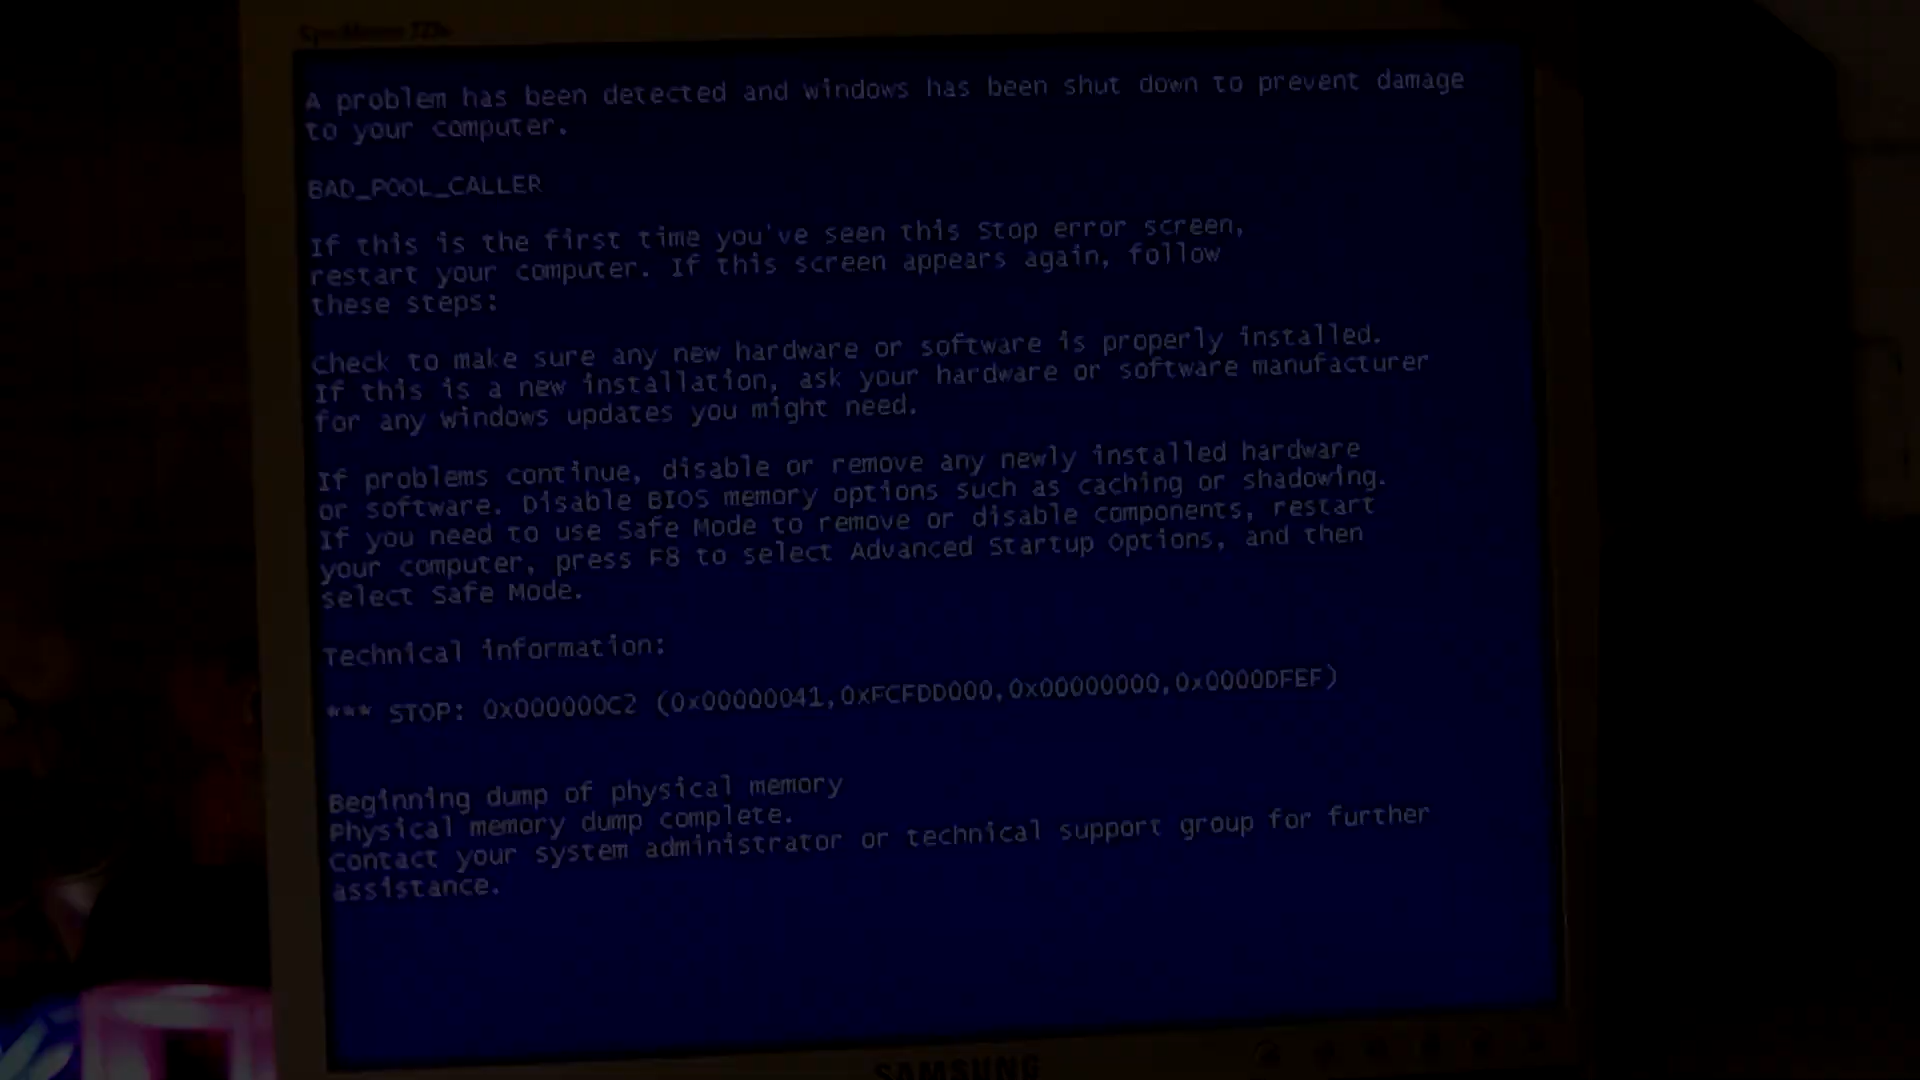 A problem has been detected and windows has been shut down to prevent damage
to your computer.
BAD_POOL_CALLER
If this is the first time you've seen this Stop error screen,
restart your computer. If this screen appears again, follow
these steps:
Check to make sure any new hardware or software is properly installed.
If this is a new installation, ask your hardware or software manufacturer
for any windows updates you might need.
If problems continue, disable or remove any newly installed hardware
or software. Disable BIOS memory options such as caching or shadowing.
If you need to use Safe Mode to remove or disable components, restart
your computer, press F8 to select Advanced Startup Options, and then
select Safe Mode.
Technical information:
*** STOP: 0x000000C2 (0x00000041,0xFCFDD000,0x00000000,0x0000DFEF)
Beginning dump of physical memory
Physical memory dump complete.
Contact your system administrator or technical support group for further
assistance.
SAMSUNG